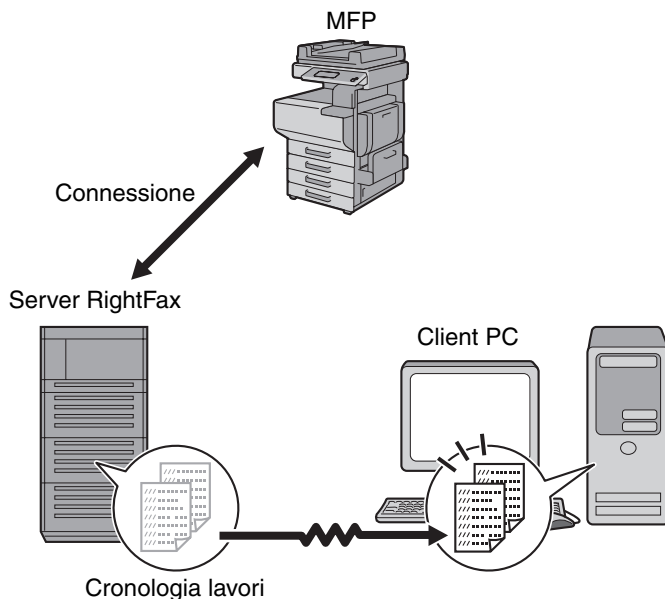 MFP
Connessione
Server RightFax
Client PC
Cronologia lavori